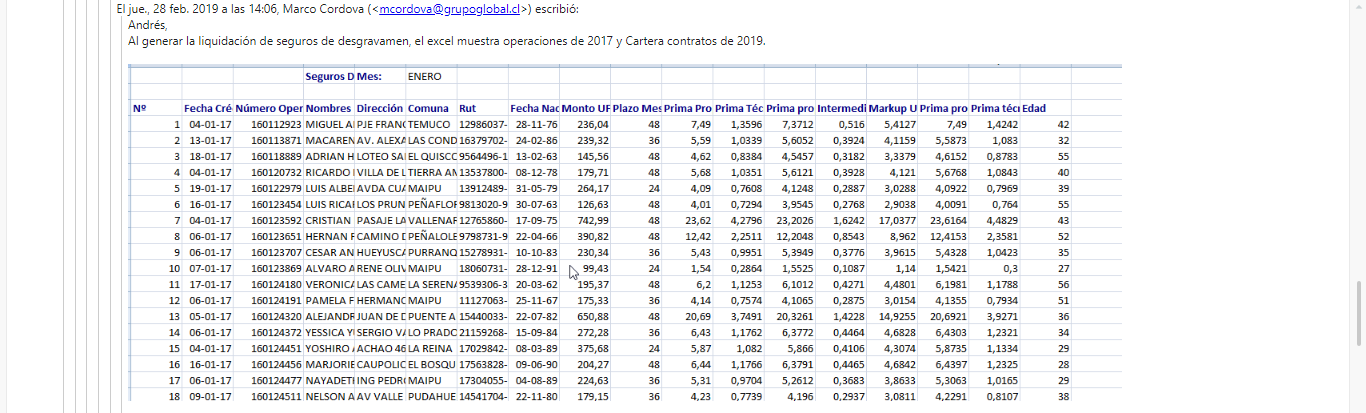 El jue., 28 feb. 2019 a las 14:06, Marco Cordova (<mcordova@grupoglobal.cl>) escribió:
Andrés,
Al generar la liquidación de seguros de desgravamen, el excel muestra operaciones de 2017 y Cartera contratos de 2019.
Seguros D Mes: ENERO
Nº Fecha Cré Número Oper Nombres Dirección Comuna Rut Fecha Nac Monto UF Plazo Mes Prima Pro Prima Téc Prima pro Intermedi Markup U Prima pro Prima técn Edad
1 04-01-17 160112923 MIGUEL A PJE FRANC TEMUCO 12986037- 28-11-76 236,04 48 7,49 1,3596 7,3712 0,516 5,4127 7,49 1,4242 42
2 13-01-17 160113871 MACAREN AV. ALEXA LAS COND 16379702- 24-02-86 239,32 36 5,59 1,0339 5,6052 0,3924 4,1159 5,5873 1,083 32
3 18-01-17 160118889 ADRIAN H LOTEO SA EL QUISCO 9564496-1 13-02-63 145,56 48 4,62 0,8384 4,5457 0,3182 3,3379 4,6152 0,8783 55
4 04-01-17 160120732 RICARDO VILLA DE L TIERRA AM 13537800- 08-12-78 179,71 48 5,68 1,0351 5,6121 0,3928 4,121 5,6768 1,0843 40
5 19-01-17 160122979 LUIS ALBE AVDA CUA MAIPU 13912489- 31-05-79 264,17 24 4,09 0,7608 4,1248 0,2887 3,0288 4,0922 0,7969 39
6 16-01-17 160123454 LUIS RICA LOS PRUN PEÑAFLOR 9813020-9 30-07-63 126,63 48 4,01 0,7294 3,9545 0,2768 2,9038 4,0091 0,764 55
7 04-01-17 160123592 CRISTIAN PASAJE LA VALLENAR 12765860- 17-09-75 742,99 48 23,62 4,2796 23,2026 1,6242 17,0377 23,6164 4,4829 43
8 06-01-17 160123651 HERNAN F CAMINO D PEÑALOLE 9798731-9 22-04-66 390,82 48 12,42 2,2511 12,2048 0,8543 8,962 12,4153 2,3581 52
9 06-01-17 160123707 CESAR AN HUEYUSCA PURRANQ 15278931- 10-10-83 230,34 36 5,43 0,9951 5,3949 0,3776 3,9615 5,4328 1,0423 35
10 07-01-17 160123869 ALVARO A RENE OLIV MAIPU 18060731- 28-12-91 99,43 24 1,54 0,2864 1,5525 0,1087 1,14 1,5421 0,3 27
11 17-01-17 160124180 VERONICA LAS CAME LA SERENA 9539306-3 20-03-62 195,37 48 6,2 1,1253 6,1012 0,4271 4,4801 6,1981 1,1788 56
12 06-01-17 160124191 PAMELA F HERMANO MAIPU 11127063- 25-11-67 175,33 36 4,14 0,7574 4,1065 0,2875 3,0154 4,1355 0,7934 51
13 05-01-17 160124320 ALEJANDR JUAN DE D PUENTE A 15440033- 22-07-82 650,88 48 20,69 3,7491 20,3261 1,4228 14,9255 20,6921 3,9271 36
14 06-01-17 160124372 YESSICA Y SERGIO VA LO PRADO 21159268- 15-09-84 272,28 36 6,43 1,1762 6,3772 0,4464 4,6828 6,4303 1,2321 34
15 04-01-17 160124451 YOSHIRO ACHAO 46 LA REINA 17029842- 08-03-89 375,68 24 5,87 1,082 5,866 0,4106 4,3074 5,8735 1,1334 29
16 16-01-17 160124456 MARJORIE CAUPOLIC EL BOSQU 17563828- 09-06-90 204,27 48 6,44 1,1766 6,3791 0,4465 4,6842 6,4397 1,2325 28
17 06-01-17 160124477 NAYADETI ING PEDR MAIPU 17304055- 04-08-89 224,63 36 5,31 0,9704 5,2612 0,3683 3,8633 5,3063 1,0165 29
18 09-01-17 160124511 NELSON A AV VALLE PUDAHUE 14541704- 22-11-80 179,15 36 4,23 0,7739 4,196 0,2937 3,0811 4,2291 0,8107 38